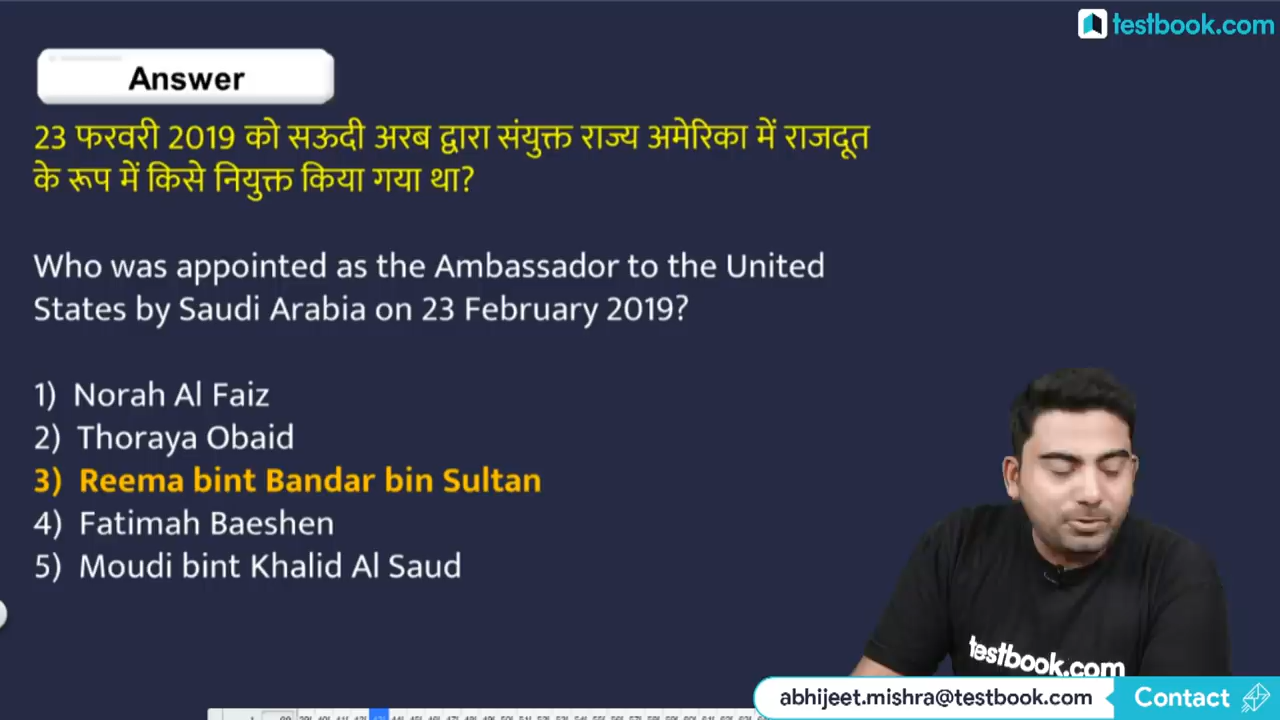 testbook.com
Answer
23 फरवरी 2019 को सऊदी अरब द्वारा संयुक्त राज्य अमेरिका में राजदूत
के रूप में किसे नियुक्त किया गया था?
Who was appointed as the Ambassador to the United
States by Saudi Arabia on 23 February 2019?
1) Norah Al Faiz
2) Thoraya Obaid
3) Reema bint Bandar bin Sultan
4) Fatimah Baeshen
5) Moudi bint Khalid Al Saud
testbook.com
abhijeet.mishra@testbook.com Contact